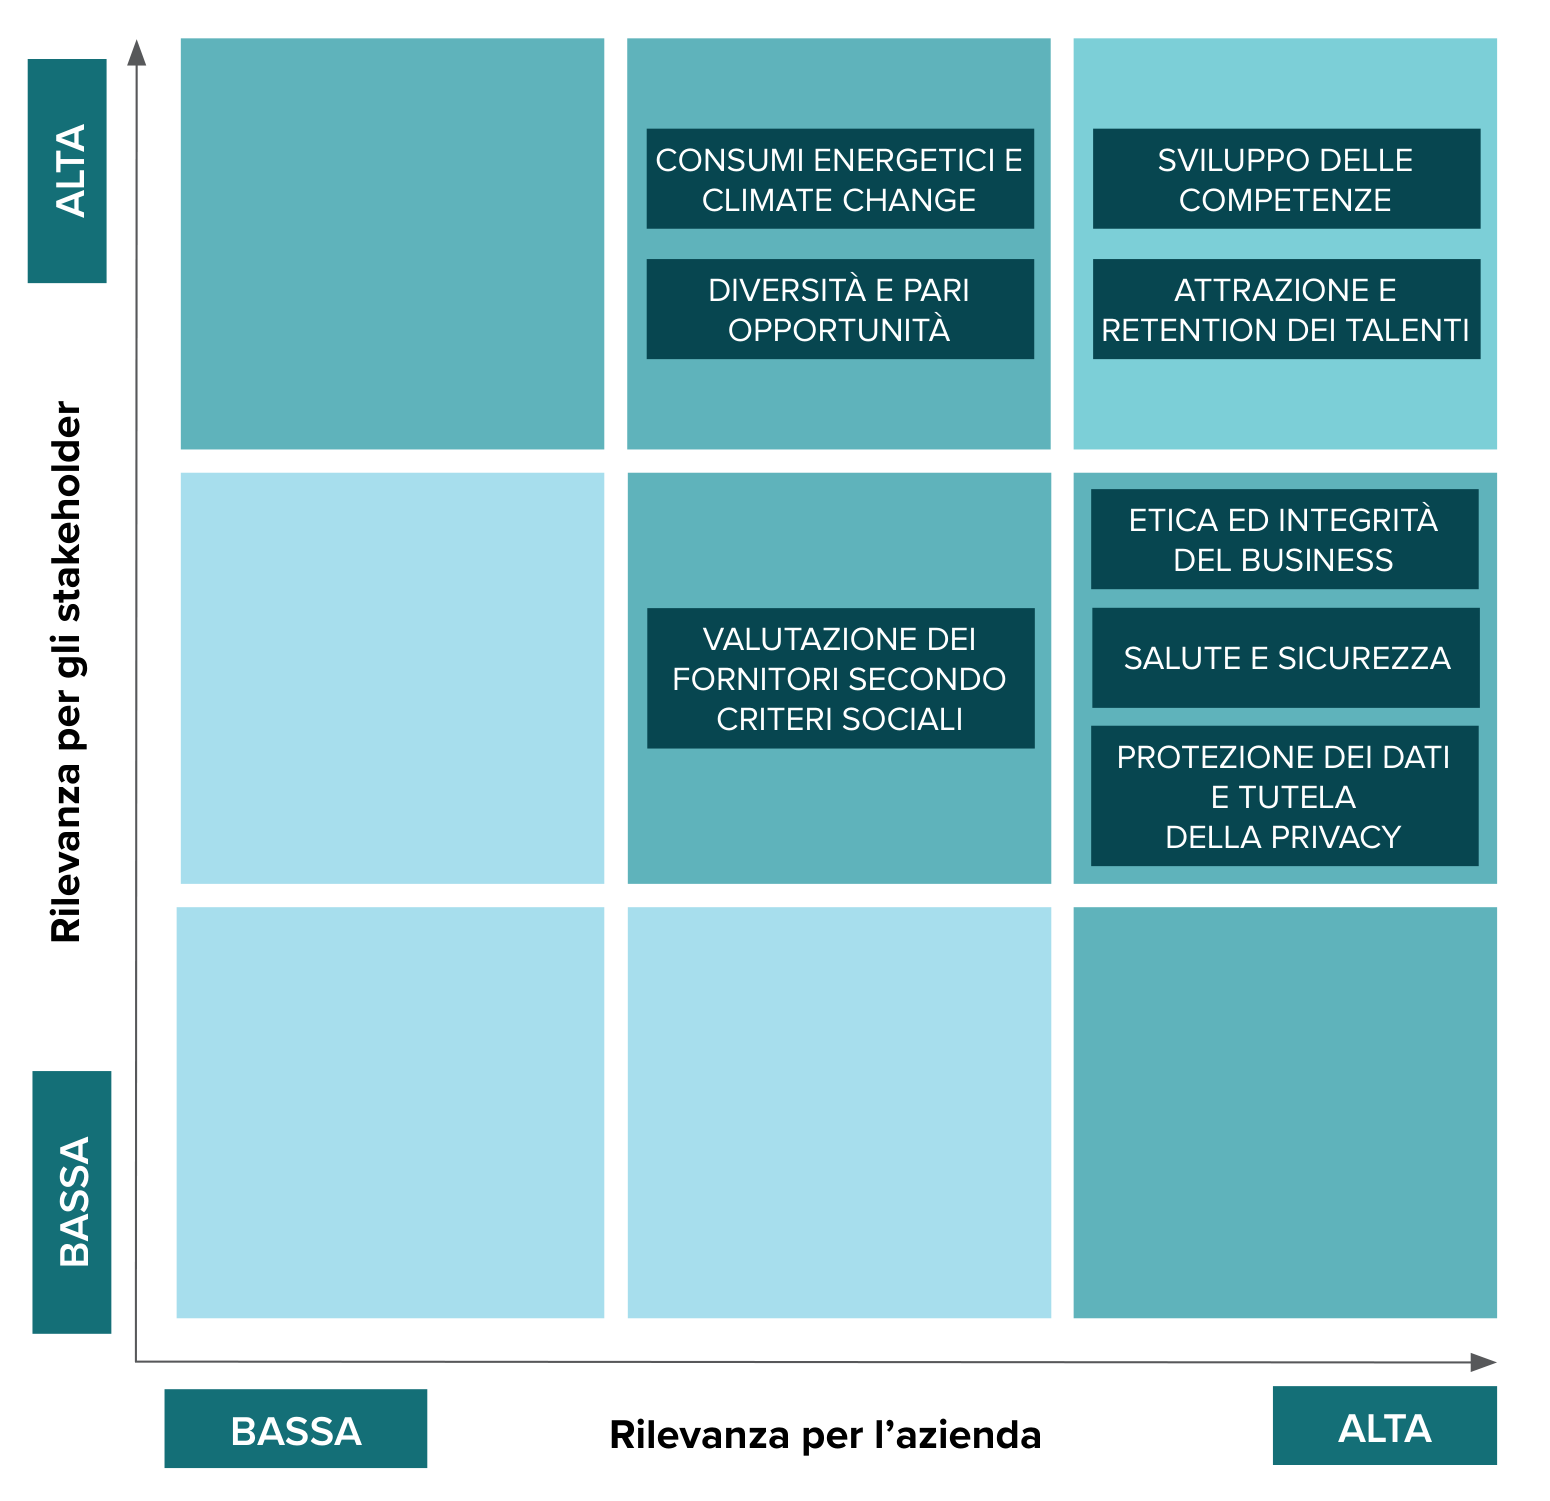 ALTA
CONSUMI ENERGETICI E
CLIMATE CHANGE
SVILUPPO DELLE
COMPETENZE
DIVERSITÀ E PARI
OPPORTUNITÀ
ATTRAZIONE E
RETENTION DEI TALENTI
Rilevanza per gli stakeholder
VALUTAZIONE DEI
FORNITORI SECONDO
CRITERI SOCIALI
ETICA ED INTEGRITÀ
DEL BUSINESS
SALUTE E SICUREZZA
PROTEZIONE DEI DATI
E TUTELA
DELLA PRIVACY
BASSA
BASSA
Rilevanza per l’azienda
ALTA